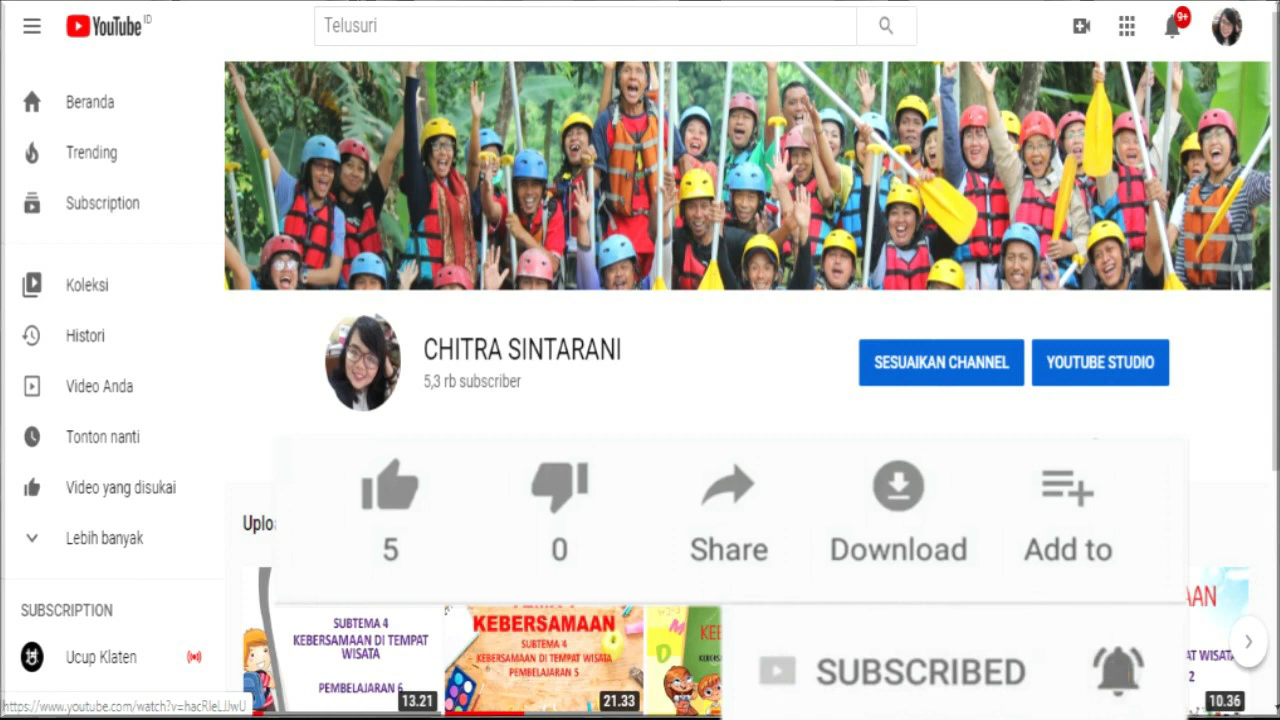 YouTube ID
Telusuri
9+
Beranda
Trending
Subscription
Koleksi
Histori
Video Anda
Tonton nanti
Video yang disukai
Lebih banyak
SUBSCRIPTION
Ucup Klaten
CHITRA SINTARANI
5,3 rb subscriber
SESUAIKAN CHANNEL
YOUTUBE STUDIO
5
0
Share
Download
Add to
SUBTEMA 4
KEBERSAMAAN DI TEMPAT
WISATA
PEMBELAJARAN 6
13.21
KEBERSAMAAN
SUBTEMA 4
KEBERSAMAAN DI TEMPAT WISATA
PEMBELAJARAN 5
21.33
SUBSCRIBED
2
10.36